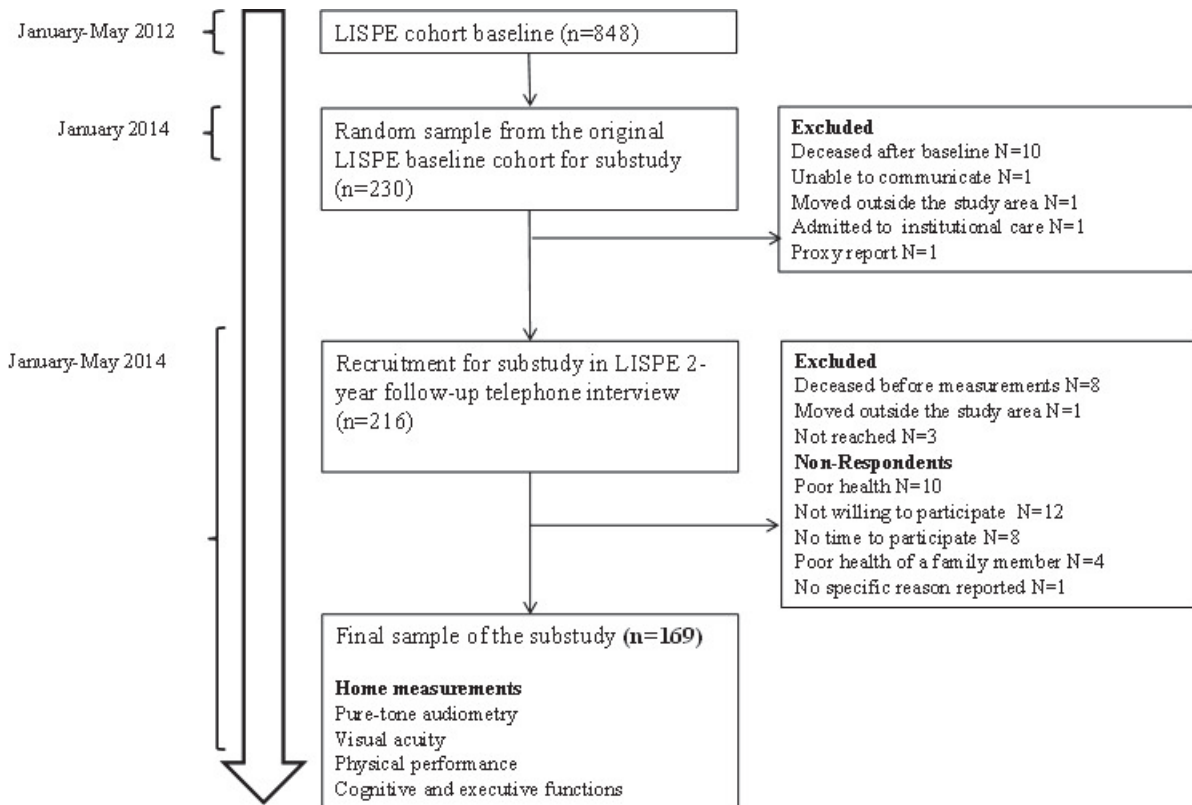 January-May 2012
LISPE cohort baseline (n=848)
January 2014
Random sample from the original
LISPE baseline cohort for substudy
(n=230)
Excluded
Deceased after baseline N=10
Unable to communicate N=1
Moved outside the study area N=1
Admitted to institutional care N=1
Proxy report N=1
January-May 2014
Recruitment for substudy in LISPE 2-
year follow-up telephone interview
(n=216)
Excluded
Deceased before measurements N=8
Moved outside the study area N=1
Not reached N=3
Non-Respondents
Poor health N=10
Not willing to participate N=12
No time to participate N=8
Poor health of a family member N=4
No specific reason reported N=1
Final sample of the substudy (n=169)
Home measurements
Pure-tone audiometry
Visual acuity
Physical performance
Cognitive and executive functions